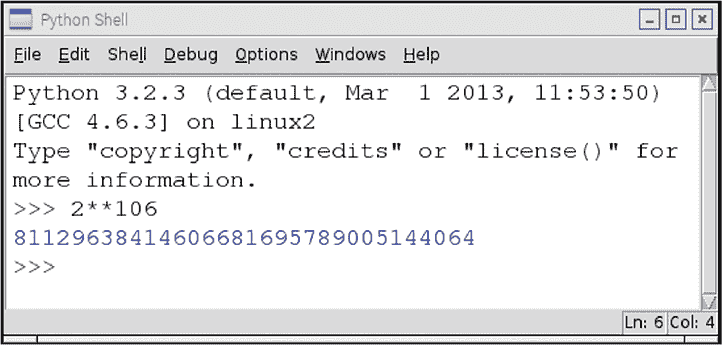 Python Shell
File Edit Shell Debug Options Windows Help
Python 3.2.3 (default, Mar  1 2013, 11:53:50)
[GCC 4.6.3] on linux2
Type "copyright", "credits" or "license()" for
more information.
>>> 2**106
81129638414606681695789005144064
>>>
Ln: 6 Col: 4